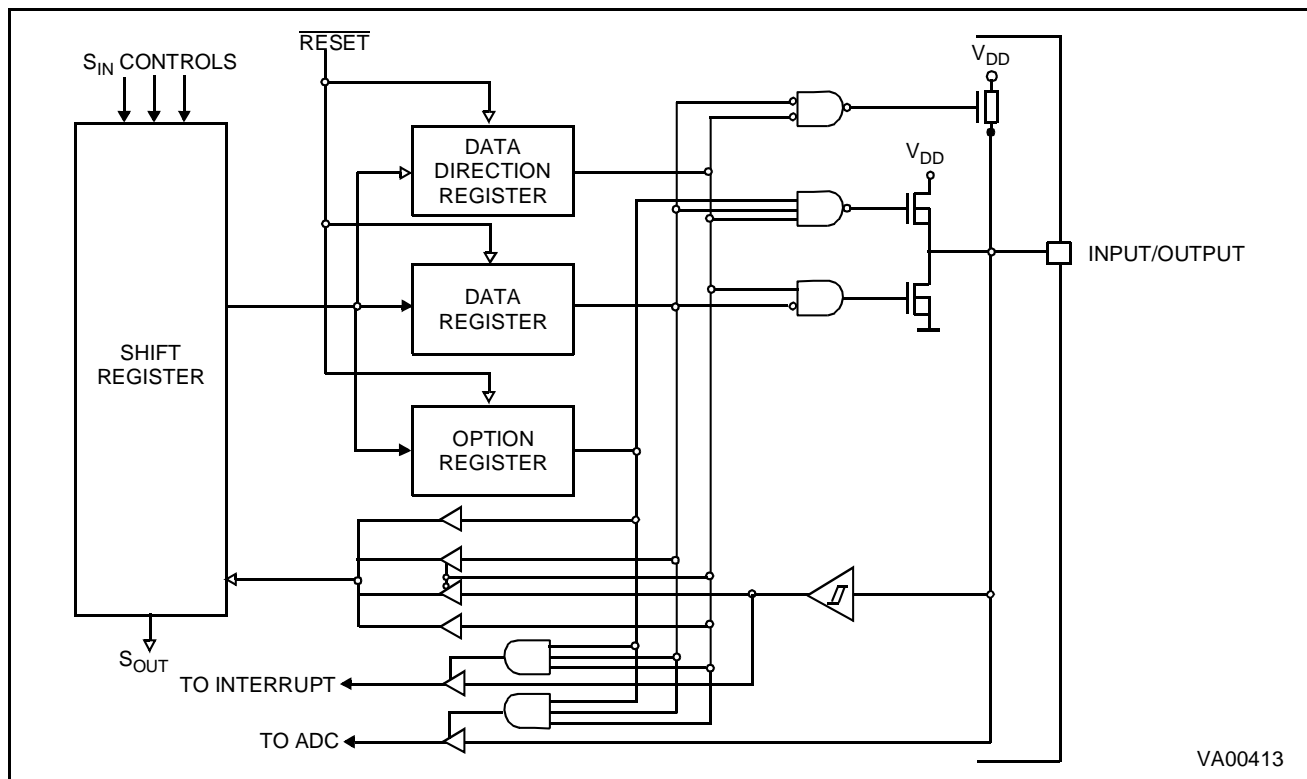 RESET
S_IN CONTROLS
V_DD
DATA
DIRECTION
REGISTER
V_DD
INPUT/OUTPUT
DATA
REGISTER
SHIFT
REGISTER
OPTION
REGISTER
S_OUT
TO INTERRUPT
TO ADC
VA00413